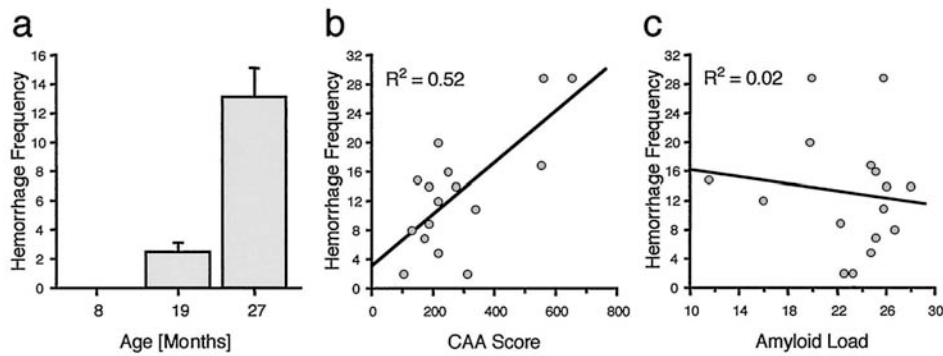 a
16
14
12
10
8
6
4
2
0
Hemorrhage Frequency
8 19 27
Age [Months]
b
32
28
24
20
16
12
8
4
0
Hemorrhage Frequency
R² = 0.52
0 200 400 600 800
CAA Score
c
32
28
24
20
16
12
8
4
0
Hemorrhage Frequency
R² = 0.02
10 14 18 22 26 30
Amyloid Load